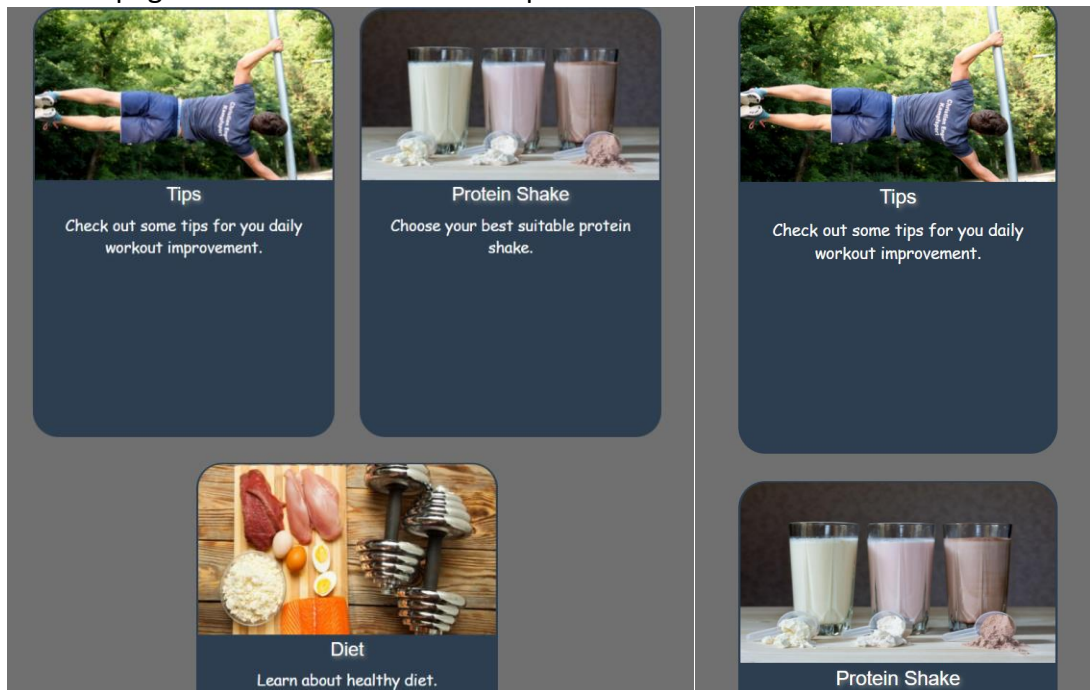 Tips
Check out some tips for you daily
workout improvement.
Protein Shake
Choose your best suitable protein
shake.
Diet
Learn about healthy diet.
Tips
Check out some tips for you daily
workout improvement.
Protein Shake